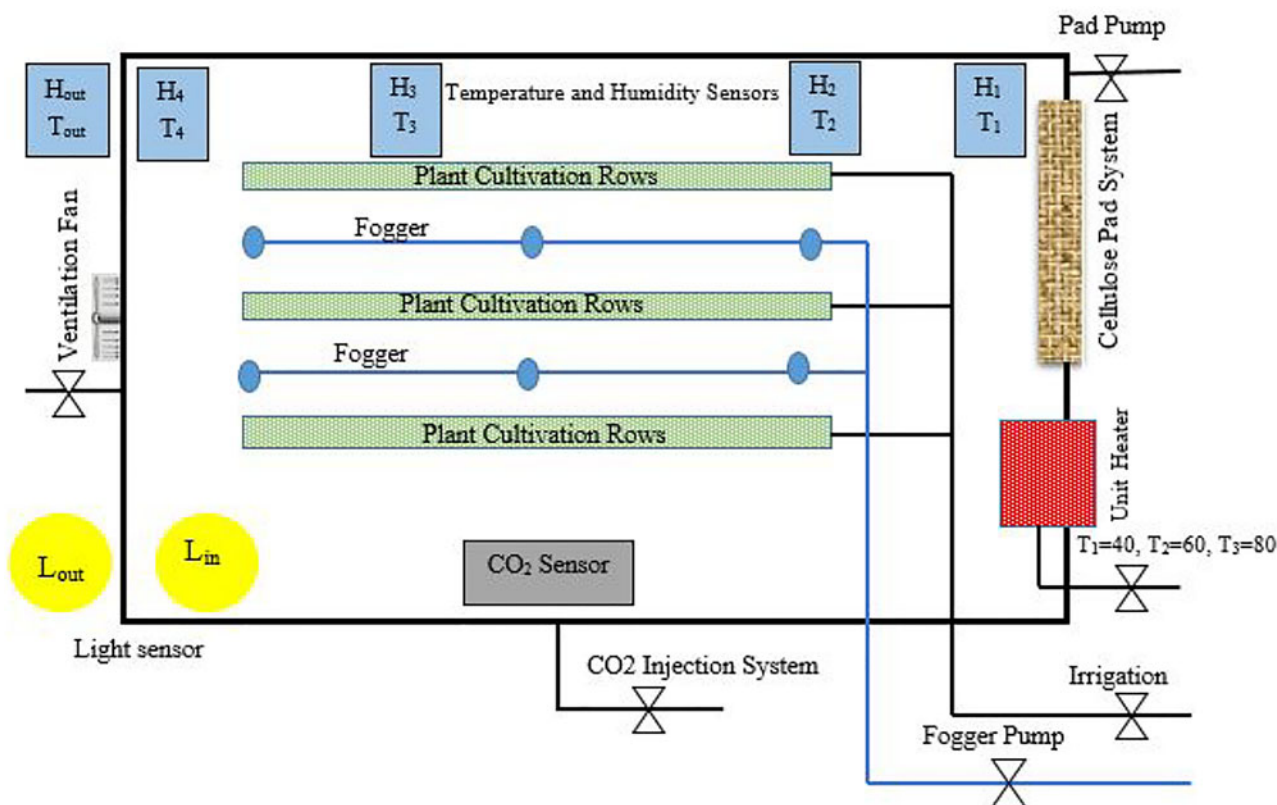 Pad Pump
H₁
T₁
H₂
T₂
Temperature and Humidity Sensors
H₃
T₃
H₄
T₄
Hout
Tout
Plant Cultivation Rows
Fogger
Plant Cultivation Rows
Fogger
Plant Cultivation Rows
Ventilation Fan
Cellulose Pad System
Unit Heater
T₁=40, T₂=60, T₃=80
Lout
Lin
CO₂ Sensor
Light sensor
CO2 Injection System
Irrigation
Fogger Pump